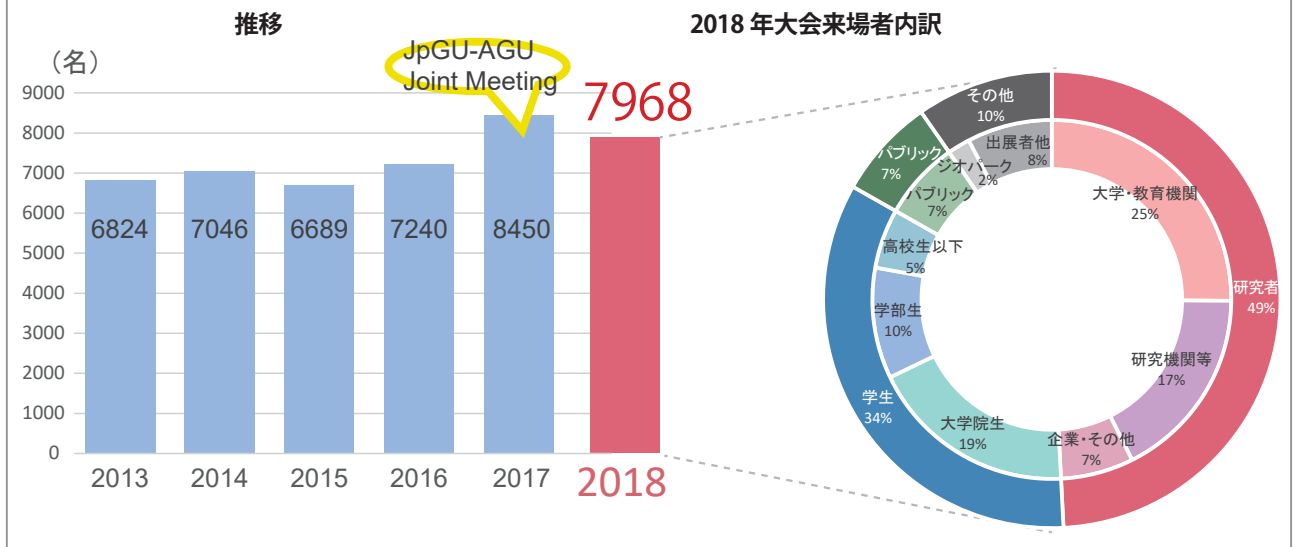 推移
(名)
JpGU-AGU
Joint Meeting
7968
9000
8000
7000
6000
5000
4000
3000
2000
1000
0
6824
7046
6689
7240
8450
2013
2014
2015
2016
2017
2018
2018 年大会来場者内訳
その他
10%
パブリック
7%
学生
34%
研究者
49%
出展者他
8%
ジオパーク
2%
パブリック
7%
高校生以下
5%
学部生
10%
大学院生
19%
企業・その他
7%
研究機関等
17%
大学・教育機関
25%